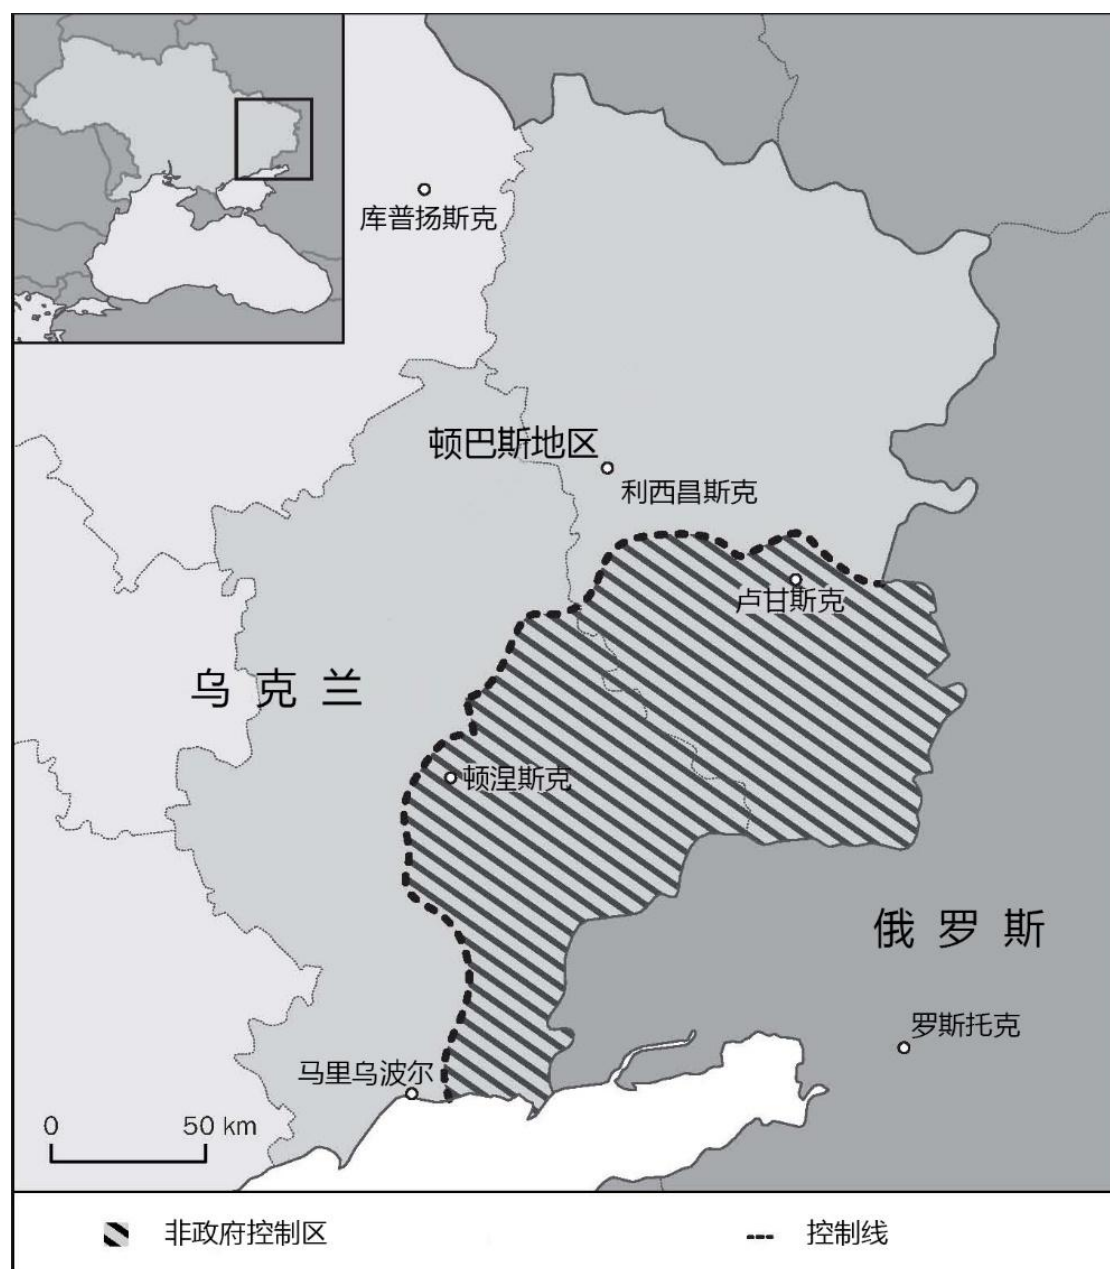 库普扬斯克
顿巴斯地区
利西昌斯克
卢甘斯克
乌克兰
顿涅斯克
俄罗斯
罗斯托克
马里乌波尔
0 50 km
非政府控制区
控制线